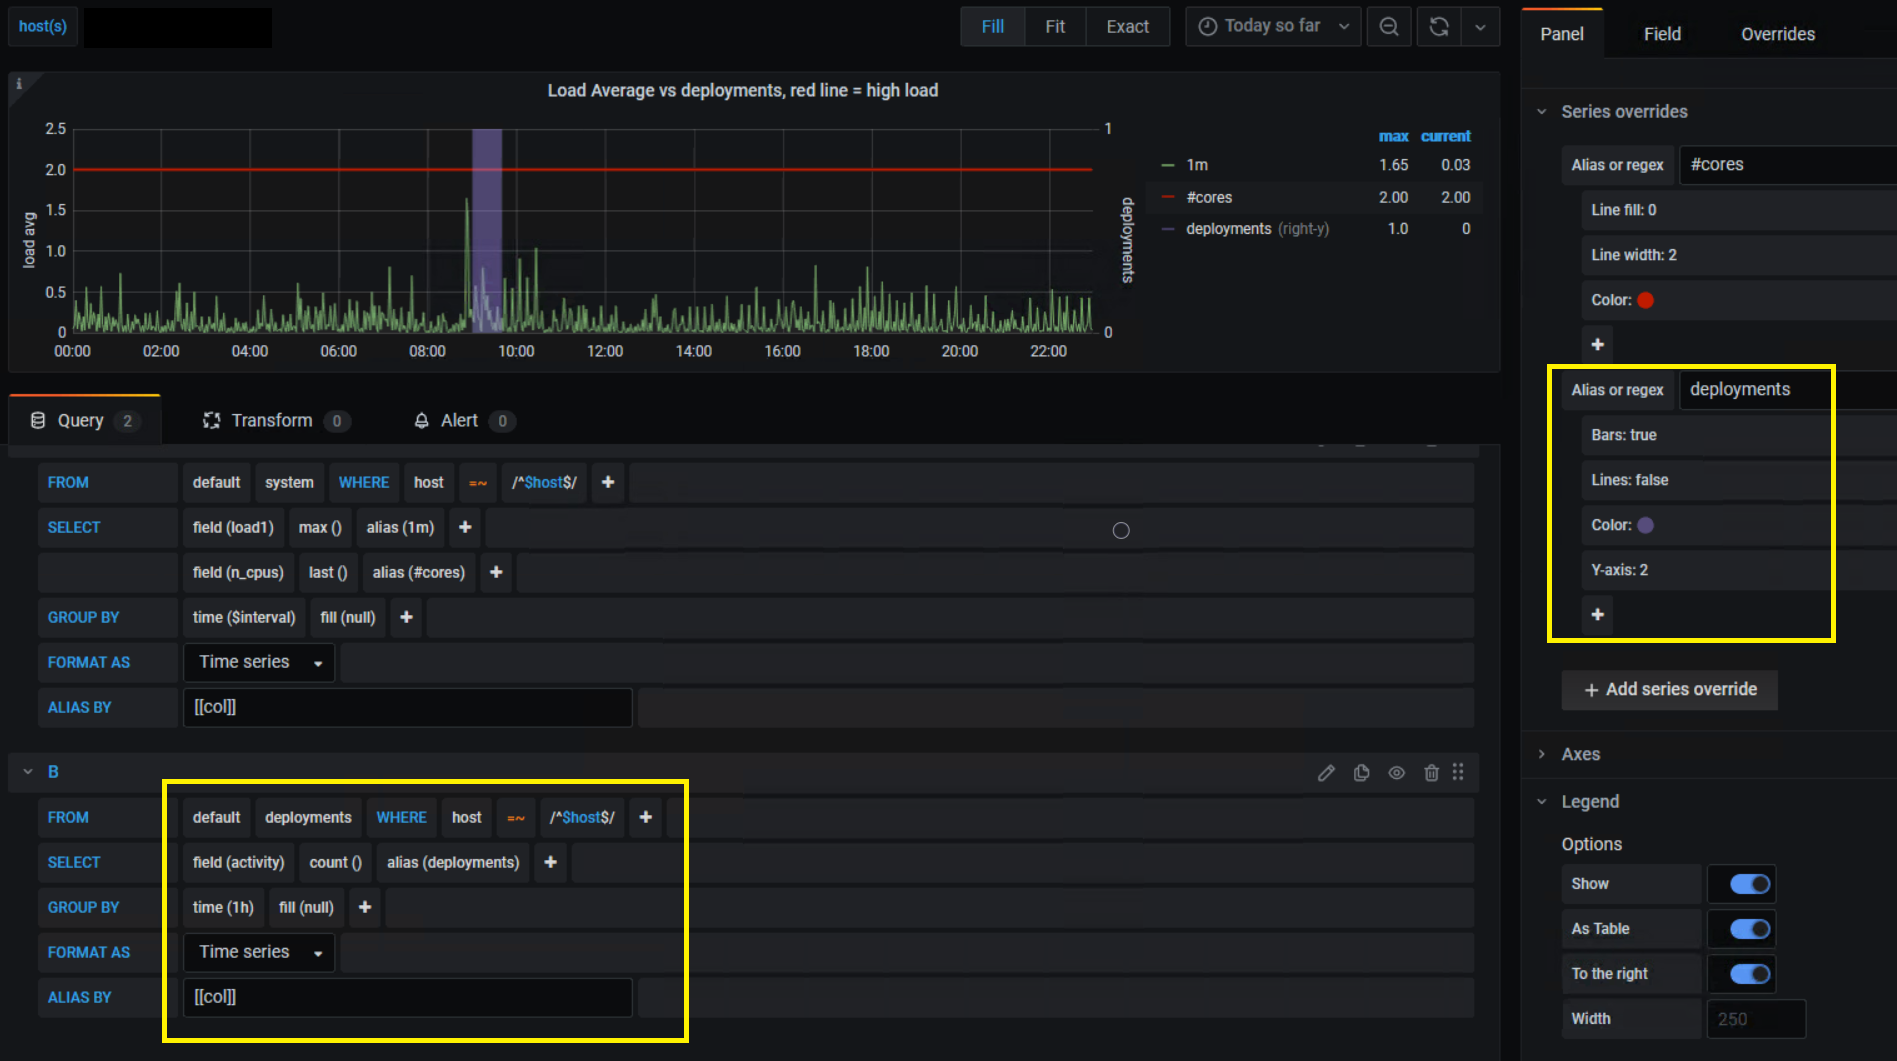 host(s)
Fill Fit Exact Today so far
Panel Field Overrides
i
Load Average vs deployments, red line = high load
2.5
2.0
1.5
1.0
0.5
0
load avg
1
0
deployments
00:00 02:00 04:00 06:00 08:00 10:00 12:00 14:00 16:00 18:00 20:00 22:00
max current
1m 1.65 0.03
#cores 2.00 2.00
deployments (right-y) 1.0 0
Query 2 Transform 0 Alert 0
FROM default system WHERE host =~ /^$host$/ +
SELECT field (load1) max () alias (1m) +
field (n_cpus) last () alias (#cores) +
GROUP BY time ($interval) fill (null) +
FORMAT AS Time series
ALIAS BY [[col]]
B
FROM default deployments WHERE host =~ /^$host$/ +
SELECT field (activity) count () alias (deployments) +
GROUP BY time (1h) fill (null) +
FORMAT AS Time series
ALIAS BY [[col]]
Series overrides
Alias or regex #cores
Line fill: 0
Line width: 2
Color:
+
Alias or regex deployments
Bars: true
Lines: false
Color:
Y-axis: 2
+
+ Add series override
Axes
Legend
Options
Show
As Table
To the right
Width 250